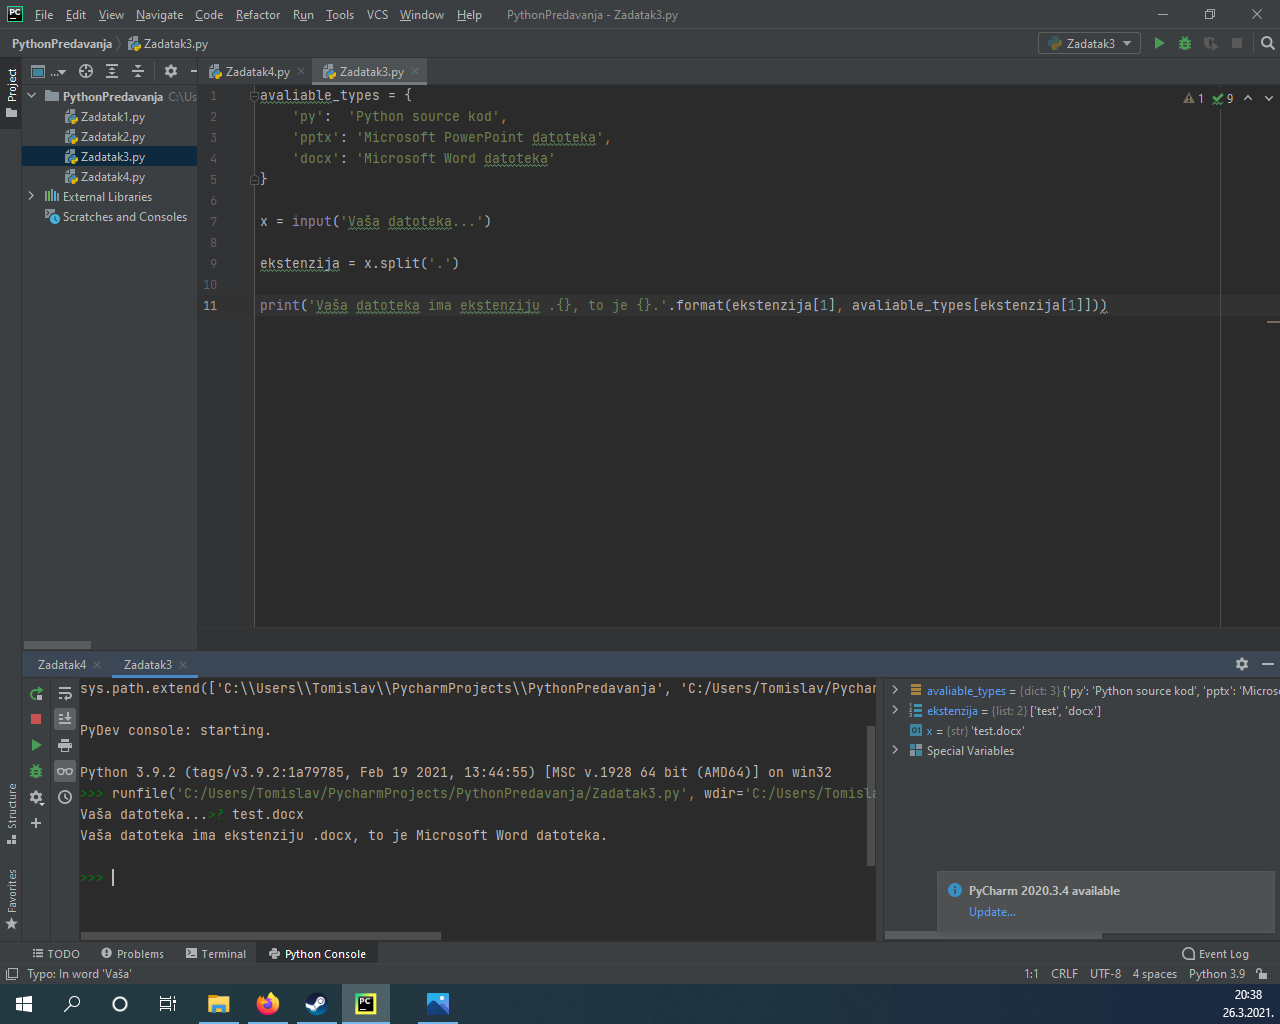 PC File Edit View Navigate Code Refactor Run Tools VCS Window Help PythonPredavanja - Zadatak3.py
PythonPredavanja Zadatak3.py Zadatak3
Project
...
Zadatak4.py Zadatak3.py
PythonPredavanja C:\Us
Zadatak1.py
Zadatak2.py
Zadatak3.py
Zadatak4.py
External Libraries
Scratches and Consoles
1 avaliable_types = {
2 'py':  'Python source kod',
3 'pptx': 'Microsoft PowerPoint datoteka',
4 'docx': 'Microsoft Word datoteka'
5 }
6
7 x = input('Vaša datoteka...')
8
9 ekstenzija = x.split('.')
10
11 print('Vaša datoteka ima ekstenziju .{}, to je {}.'.format(ekstenzija[1], avaliable_types[ekstenzija[1]]))
1 9
Zadatak4 Zadatak3
sys.path.extend(['C:\\Users\\Tomislav\\PycharmProjects\\PythonPredavanja', 'C:/Users/Tomislav/Pychar
PyDev console: starting.
Python 3.9.2 (tags/v3.9.2:1a79785, Feb 19 2021, 13:44:55) [MSC v.1928 64 bit (AMD64)] on win32
>>> runfile('C:/Users/Tomislav/PycharmProjects/PythonPredavanja/Zadatak3.py', wdir='C:/Users/Tomisla
Vaša datoteka...>? test.docx
Vaša datoteka ima ekstenziju .docx, to je Microsoft Word datoteka.
>>>
avaliable_types = {dict: 3} {'py': 'Python source kod', 'pptx': 'Microso
ekstenzija = {list: 2} ['test', 'docx']
x = {str} 'test.docx'
Special Variables
PyCharm 2020.3.4 available
Update...
Structure
Favorites
TODO Problems Terminal Python Console Event Log
Typo: In word 'Vaša' 1:1 CRLF UTF-8 4 spaces Python 3.9
PC
20:38
26.3.2021.